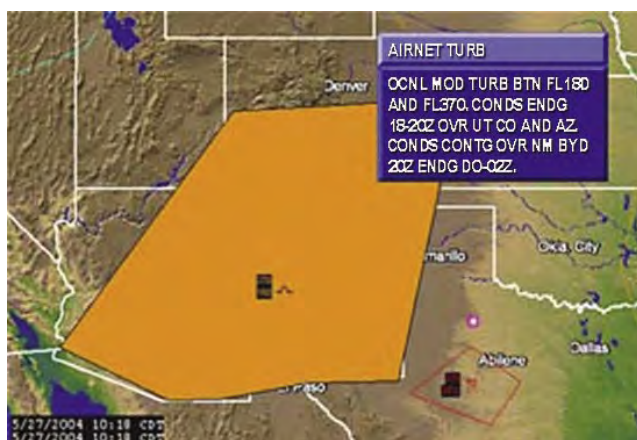 AIRNET TURB
OCNL MOD TURB BTN FL180
AND FL370. CONDS ENDG
18-20Z OVR UT CO AND AZ.
CONDS CONTG OVR NM BYD
20Z ENDG DO-02Z.
Denver
marillo
Okla. City
Abilene
Dallas
El Paso
5/27/2004 10:18 CDT
5/27/2004 10:18 CDT